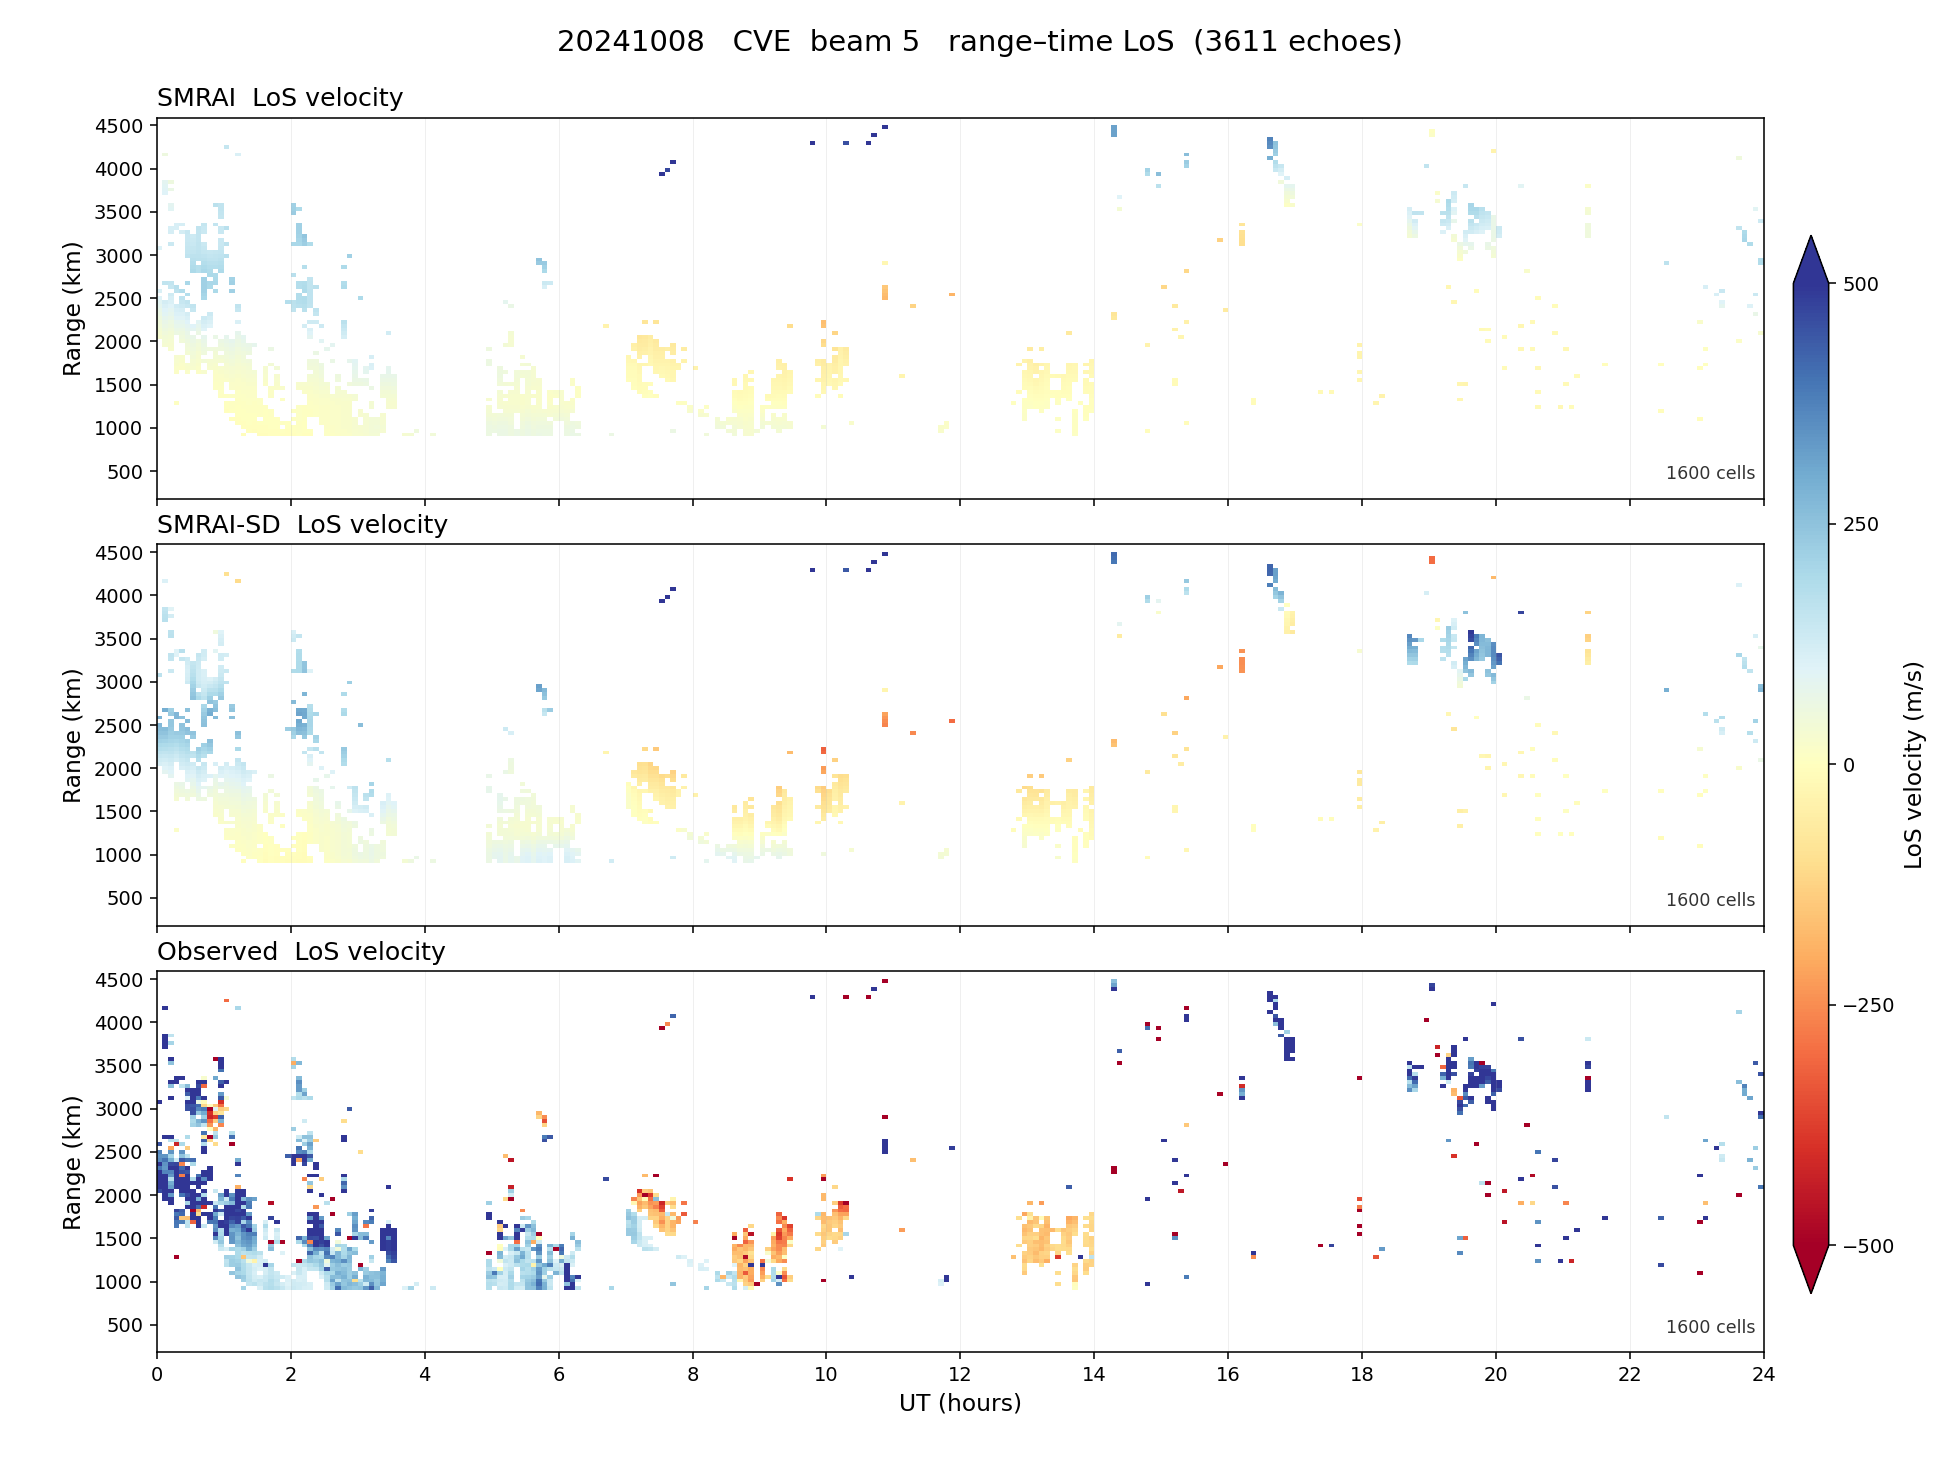 20241008   CVE  beam 5   range–time LoS  (3611 echoes)
SMRAI  LoS velocity
4500
4000
3500
3000
2500
2000
1500
1000
500
Range (km)
1600 cells
SMRAI-SD  LoS velocity
4500
4000
3500
3000
2500
2000
1500
1000
500
Range (km)
1600 cells
Observed  LoS velocity
4500
4000
3500
3000
2500
2000
1500
1000
500
Range (km)
1600 cells
0 2 4 6 8 10 12 14 16 18 20 22 24
UT (hours)
500
250
0
−250
−500
LoS velocity (m/s)